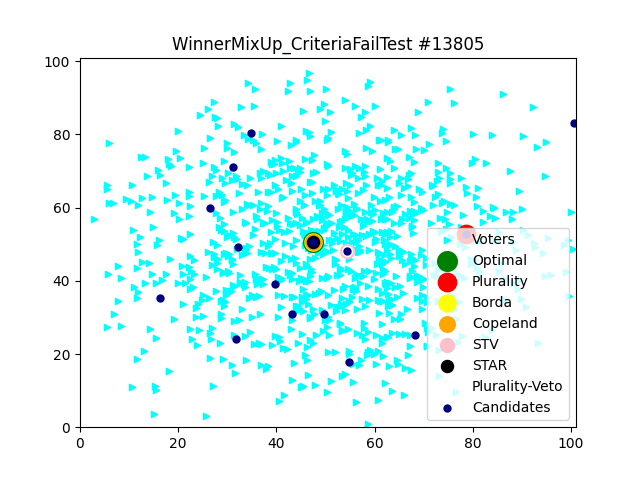 WinnerMixUp_CriteriaFailTest #13805
100
80
60
40
20
0
0
20
40
60
80
100
Voters
Optimal
Plurality
Borda
Copeland
STV
STAR
Plurality-Veto
Candidates